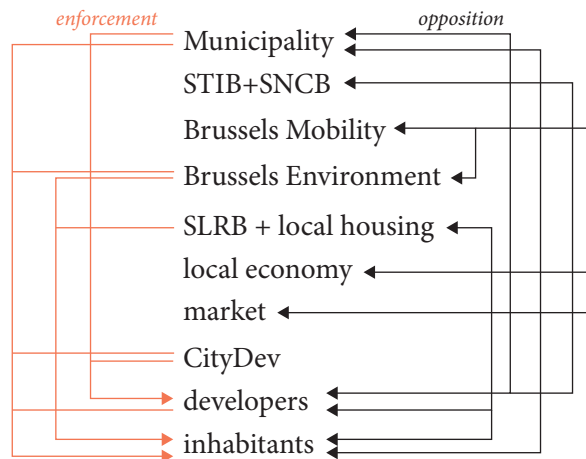 enforcement
opposition
Municipality
STIB+SNCB
Brussels Mobility
Brussels Environment
SLRB + local housing
local economy
market
CityDev
developers
inhabitants